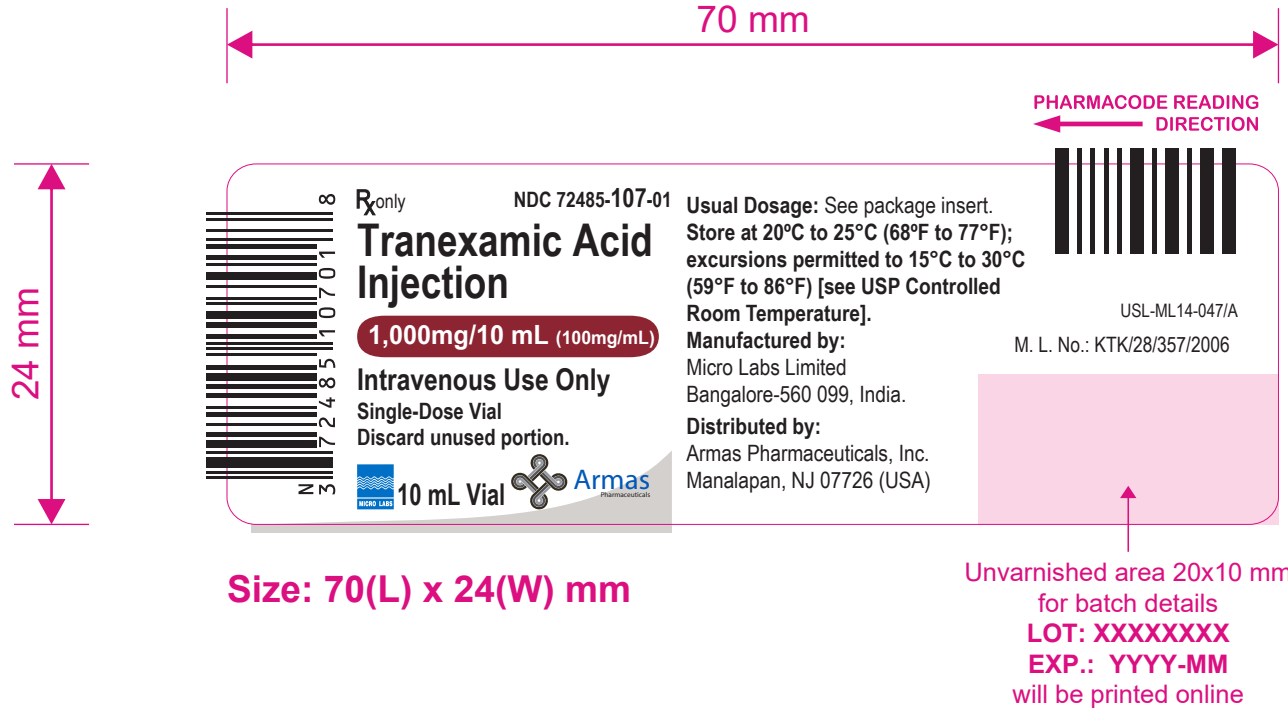 70 mm
PHARMACODE READING
DIRECTION
24 mm
N
3 72485 10701 8
Rx only
NDC 72485-107-01
Tranexamic Acid
Injection
1,000mg/10 mL (100mg/mL)
Intravenous Use Only
Single-Dose Vial
Discard unused portion.
MICRO LABS
10 mL Vial
Armas
Pharmaceuticals
Usual Dosage: See package insert.
Store at 20ºC to 25°C (68ºF to 77°F);
excursions permitted to 15°C to 30°C
(59°F to 86°F) [see USP Controlled
Room Temperature].
Manufactured by:
Micro Labs Limited
Bangalore-560 099, India.
Distributed by:
Armas Pharmaceuticals, Inc.
Manalapan, NJ 07726 (USA)
USL-ML14-047/A
M. L. No.: KTK/28/357/2006
Size: 70(L) x 24(W) mm
Unvarnished area 20x10 mm
for batch details
LOT: XXXXXXXX
EXP.: YYYY-MM
will be printed online